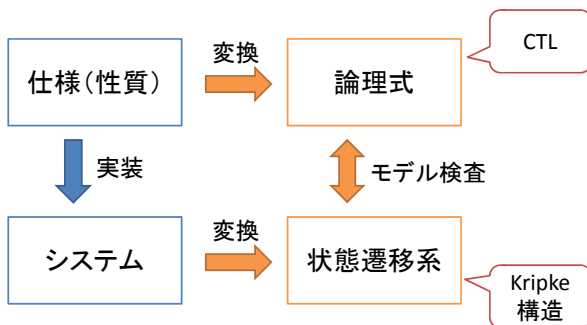 CTL
変換
仕様（性質）
論理式
実装
モデル検査
変換
システム
状態遷移系
Kripke
構造